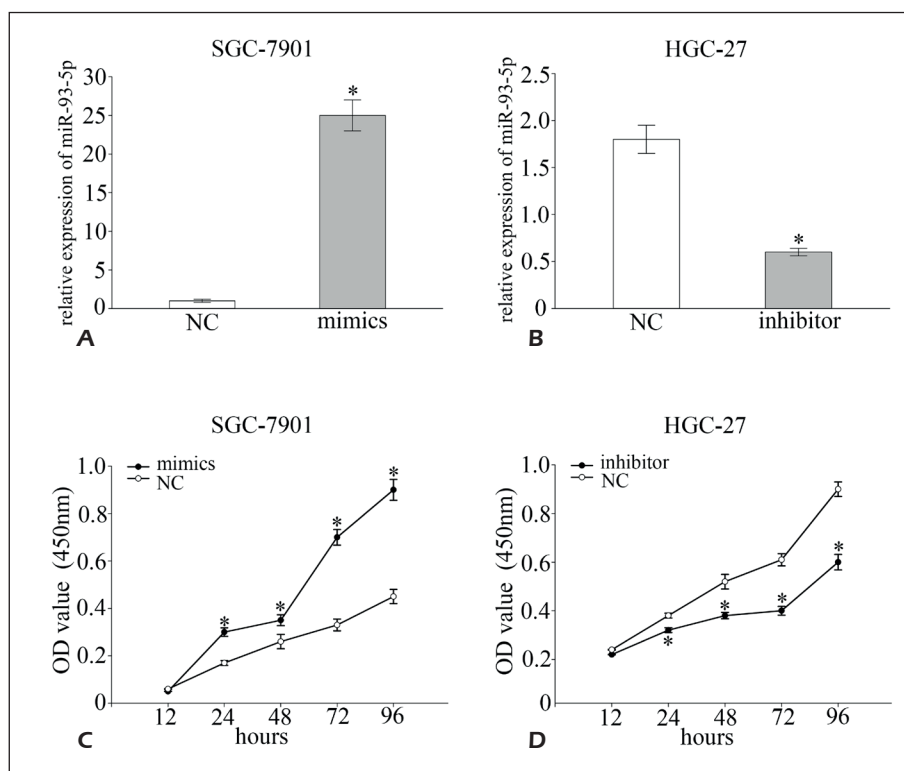 SGC-7901
relative expression of miR-93-5p
30
25
20
15
10
5
0
*
NC
mimics
A
HGC-27
relative expression of miR-93-5p
2.5
2.0
1.5
1.0
0.5
0
*
NC
inhibitor
B
SGC-7901
mimics
NC
OD value (450nm)
1.0
0.8
0.6
0.4
0.2
0
* * * *
12 24 48 72 96
hours
C
HGC-27
inhibitor
NC
OD value (450nm)
1.0
0.8
0.6
0.4
0.2
0
* * * *
12 24 48 72 96
hours
D